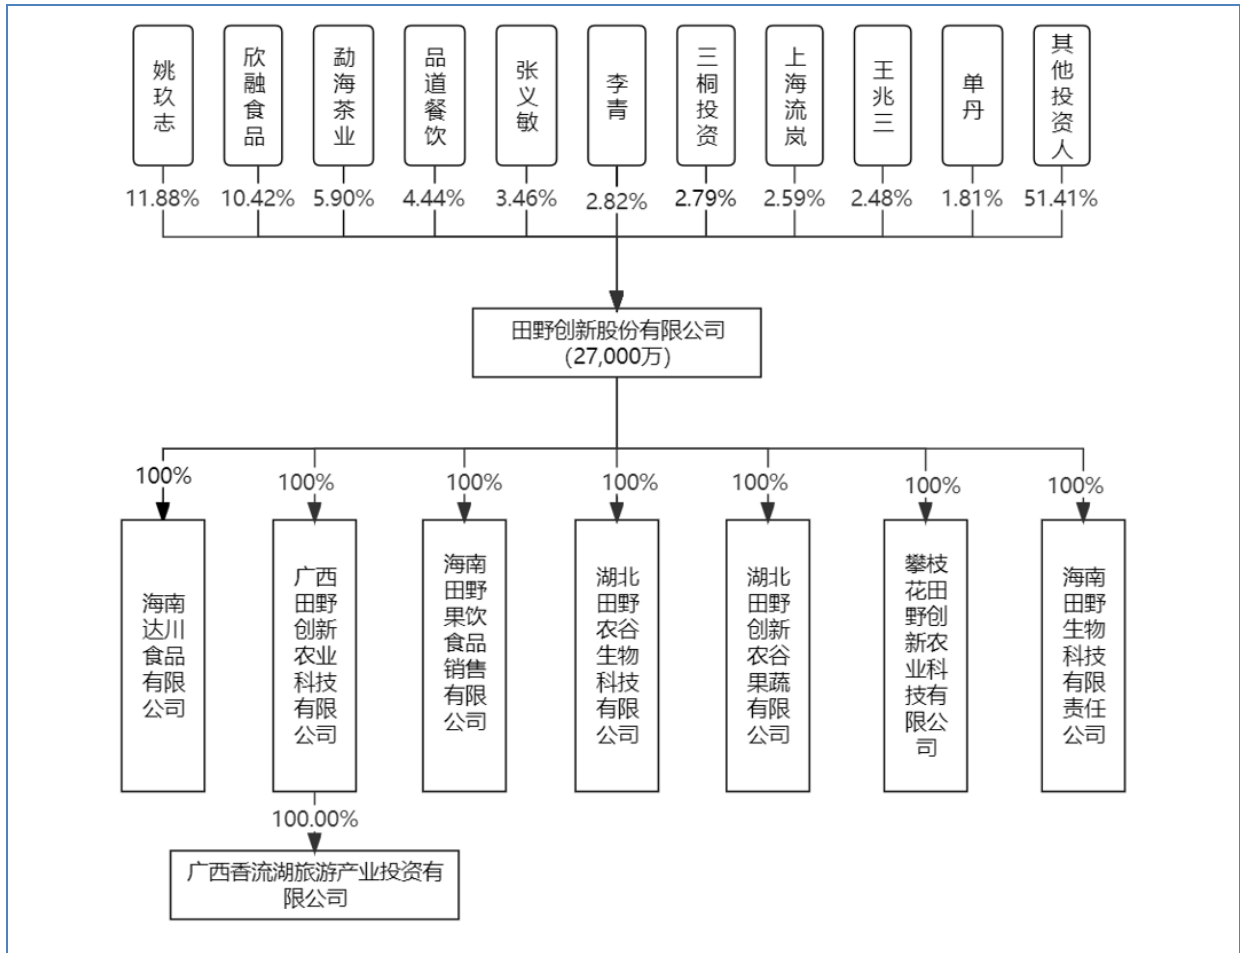 姚玖志
欣融食品
勐海茶业
品道餐饮
张义敏
李青
三桐投资
上海流岚
王兆三
单丹
其他投资人
11.88%
10.42%
5.90%
4.44%
3.46%
2.82%
2.79%
2.59%
2.48%
1.81%
51.41%
田野创新股份有限公司
(27,000万)
100%
100%
100%
100%
100%
100%
100%
海南
达川
食品
有限
公司
广西
田野
创新
农业
科技
有限
公司
海南
田野
果饮
食品
销售
有限
公司
湖北
田野
农谷
生物
科技
有限
公司
湖北
田野
创新
农谷
果蔬
有限
公司
攀枝
花田
野创
新农
业科
技有
限公
司
海南
田野
生物
科技
有限
责任
公司
100.00%
广西香流湖旅游产业投资有
限公司